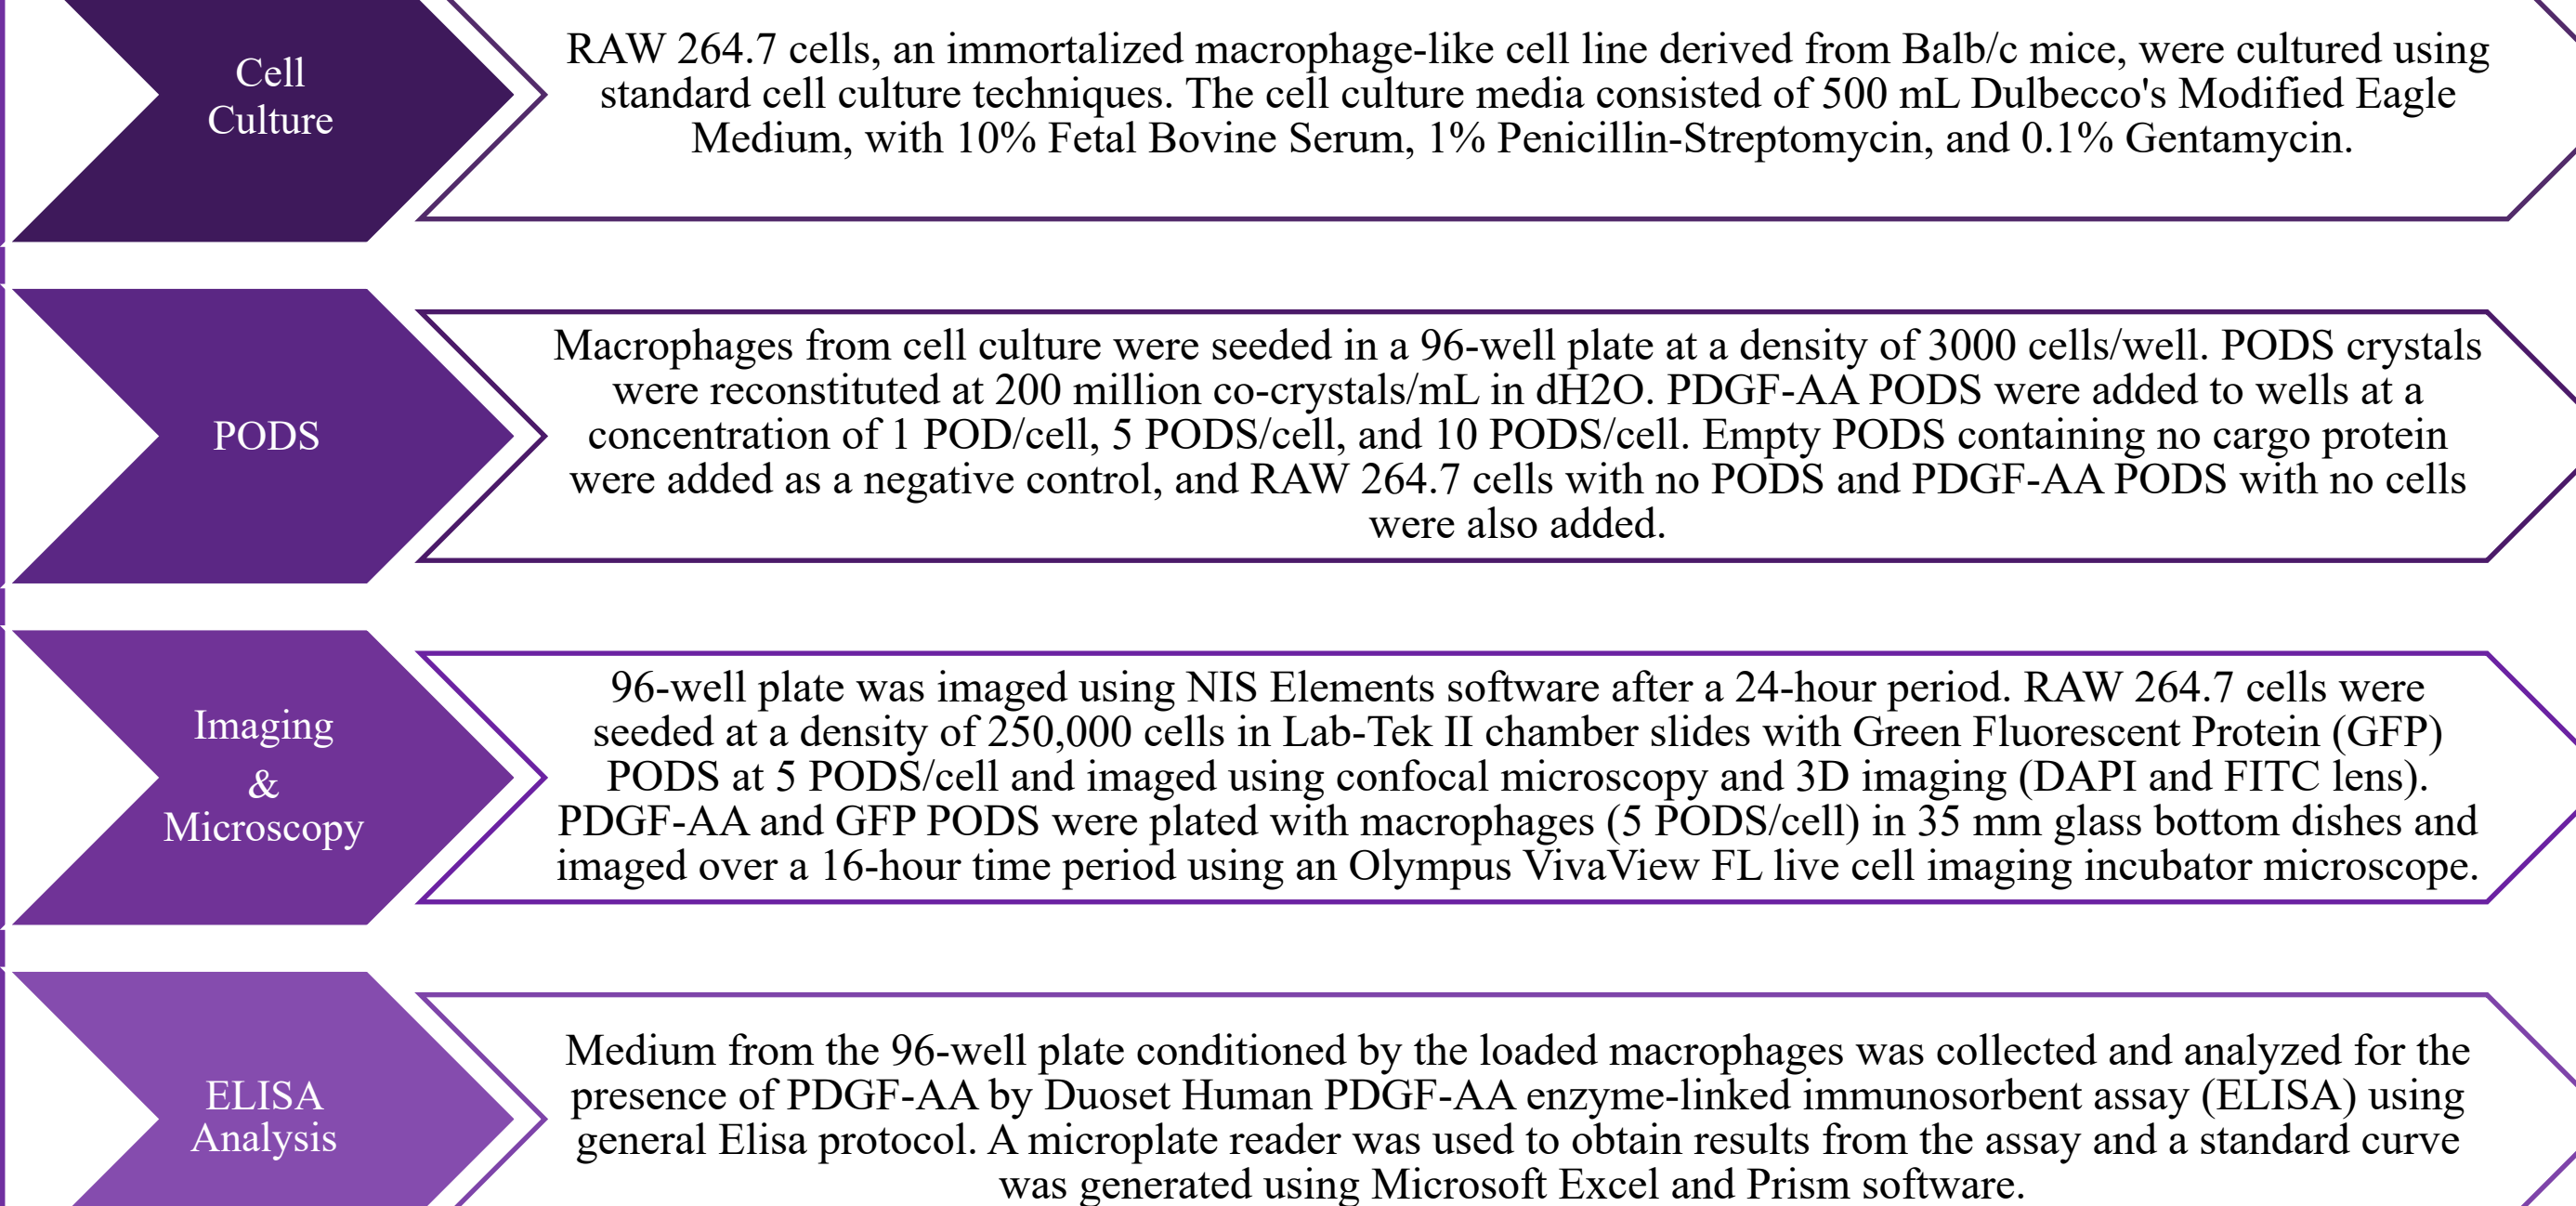 Cell
Culture
RAW 264.7 cells, an immortalized macrophage-like cell line derived from Balb/c mice, were cultured using
standard cell culture techniques. The cell culture media consisted of 500 mL Dulbecco's Modified Eagle
Medium, with 10% Fetal Bovine Serum, 1% Penicillin-Streptomycin, and 0.1% Gentamycin.
PODS
Macrophages from cell culture were seeded in a 96-well plate at a density of 3000 cells/well. PODS crystals
were reconstituted at 200 million co-crystals/mL in dH2O. PDGF-AA PODS were added to wells at a
concentration of 1 POD/cell, 5 PODS/cell, and 10 PODS/cell. Empty PODS containing no cargo protein
were added as a negative control, and RAW 264.7 cells with no PODS and PDGF-AA PODS with no cells
were also added.
Imaging
&
Microscopy
96-well plate was imaged using NIS Elements software after a 24-hour period. RAW 264.7 cells were
seeded at a density of 250,000 cells in Lab-Tek II chamber slides with Green Fluorescent Protein (GFP)
PODS at 5 PODS/cell and imaged using confocal microscopy and 3D imaging (DAPI and FITC lens).
PDGF-AA and GFP PODS were plated with macrophages (5 PODS/cell) in 35 mm glass bottom dishes and
imaged over a 16-hour time period using an Olympus VivaView FL live cell imaging incubator microscope.
ELISA
Analysis
Medium from the 96-well plate conditioned by the loaded macrophages was collected and analyzed for the
presence of PDGF-AA by Duoset Human PDGF-AA enzyme-linked immunosorbent assay (ELISA) using
general Elisa protocol. A microplate reader was used to obtain results from the assay and a standard curve
was generated using Microsoft Excel and Prism software.